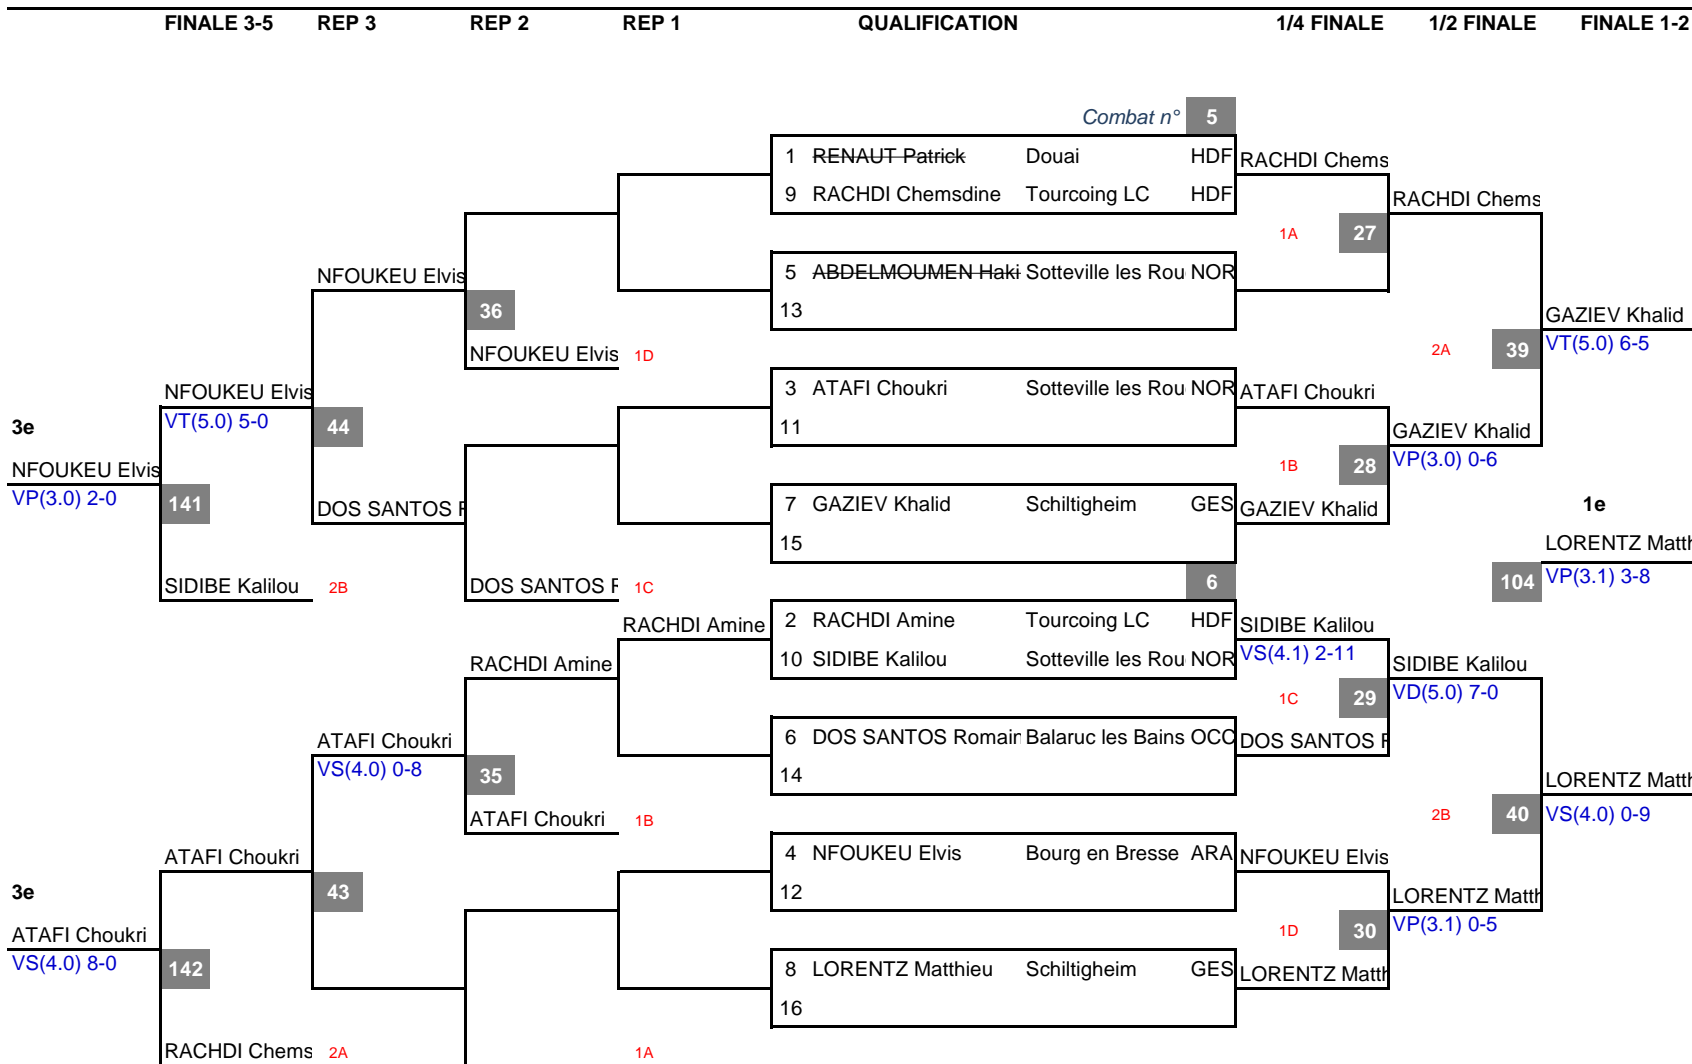 FINALE 3-5 REP 3 REP 2 REP 1 QUALIFICATION 1/4 FINALE 1/2 FINALE FINALE 1-2
Combat n° 5
1 RENAUT Patrick Douai HDF RACHDI Chems
9 RACHDI Chemsdine Tourcoing LC HDF RACHDI Chems
1A 27
NFOUKEU Elvis 5 ABDELMOUMEN Haki Sotteville les Rou NOR
36 13 GAZIEV Khalid
NFOUKEU Elvis 1D 2A 39 VT(5.0) 6-5
NFOUKEU Elvis 3 ATAFI Choukri Sotteville les Rou NOR ATAFI Choukri
3e VT(5.0) 5-0 44 11 GAZIEV Khalid
NFOUKEU Elvis 1B 28 VP(3.0) 0-6
VP(3.0) 2-0 141 DOS SANTOS 7 GAZIEV Khalid Schiltigheim GES GAZIEV Khalid 1e
15 LORENTZ Matth
SIDIBE Kalilou 2B DOS SANTOS 1C 6 104 VP(3.1) 3-8
RACHDI Amine 2 RACHDI Amine Tourcoing LC HDF SIDIBE Kalilou
RACHDI Amine 10 SIDIBE Kalilou Sotteville les Rou NOR VS(4.1) 2-11 SIDIBE Kalilou
1C 29 VD(5.0) 7-0
ATAFI Choukri 6 DOS SANTOS Romain Balaruc les Bains OCC DOS SANTOS
VS(4.0) 0-8 35 14 LORENTZ Matth
ATAFI Choukri 1B 2B 40 VS(4.0) 0-9
ATAFI Choukri 4 NFOUKEU Elvis Bourg en Bresse ARA NFOUKEU Elvis
3e 43 12 LORENTZ Matth
ATAFI Choukri 1D 30 VP(3.1) 0-5
VS(4.0) 8-0 142 8 LORENTZ Matthieu Schiltigheim GES LORENTZ Matth
16
RACHDI Chems 2A 1A